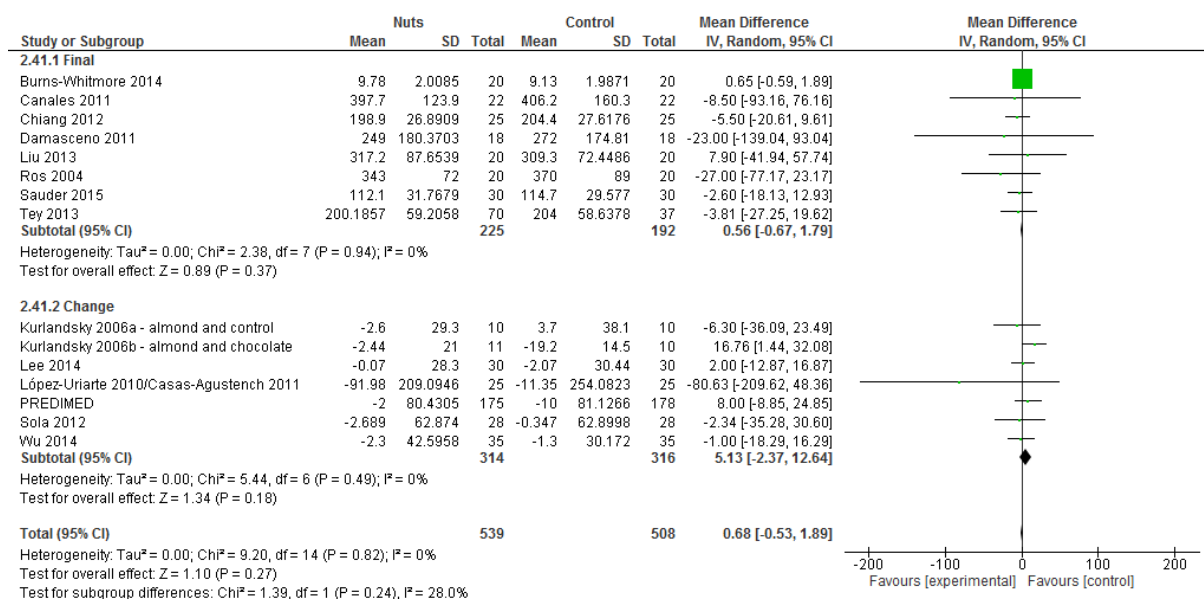 Nuts Control Mean Difference Mean Difference
Study or Subgroup Mean SD Total Mean SD Total IV, Random, 95% CI IV, Random, 95% CI
2.41.1 Final
Burns-Whitmore 2014 9.78 2.0085 20 9.13 1.9871 20 0.65 [-0.59, 1.89]
Canales 2011 397.7 123.9 22 406.2 160.3 22 -8.50 [-93.16, 76.16]
Chiang 2012 198.9 26.8909 25 204.4 27.6176 25 -5.50 [-20.61, 9.61]
Damasceno 2011 249 180.3703 18 272 174.81 18 -23.00 [-139.04, 93.04]
Liu 2013 317.2 87.6539 20 309.3 72.4486 20 7.90 [-41.94, 57.74]
Ros 2004 343 72 20 370 89 20 -27.00 [-77.17, 23.17]
Sauder 2015 112.1 31.7679 30 114.7 29.577 30 -2.60 [-18.13, 12.93]
Tey 2013 200.1857 59.2058 70 204 58.6378 37 -3.81 [-27.25, 19.62]
Subtotal (95% CI) 225 192 0.56 [-0.67, 1.79]
Heterogeneity: Tau² = 0.00; Chi² = 2.38, df = 7 (P = 0.94); I² = 0%
Test for overall effect: Z = 0.89 (P = 0.37)
2.41.2 Change
Kurlandsky 2006a - almond and control -2.6 29.3 10 3.7 38.1 10 -6.30 [-36.09, 23.49]
Kurlandsky 2006b - almond and chocolate -2.44 21 11 -19.2 14.5 10 16.76 [1.44, 32.08]
Lee 2014 -0.07 28.3 30 -2.07 30.44 30 2.00 [-12.87, 16.87]
López-Uriarte 2010/Casas-Agustench 2011 -91.98 209.0946 25 -11.35 254.0823 25 -80.63 [-209.62, 48.36]
PREDIMED -2 80.4305 175 -10 81.1266 178 8.00 [-8.85, 24.85]
Sola 2012 -2.689 62.874 28 -0.347 62.8998 28 -2.34 [-35.28, 30.60]
Wu 2014 -2.3 42.5958 35 -1.3 30.172 35 -1.00 [-18.29, 16.29]
Subtotal (95% CI) 314 316 5.13 [-2.37, 12.64]
Heterogeneity: Tau² = 0.00; Chi² = 5.44, df = 6 (P = 0.49); I² = 0%
Test for overall effect: Z = 1.34 (P = 0.18)
Total (95% CI) 539 508 0.68 [-0.53, 1.89]
Heterogeneity: Tau² = 0.00; Chi² = 9.20, df = 14 (P = 0.82); I² = 0%
Test for overall effect: Z = 1.10 (P = 0.27)
Test for subgroup differences: Chi² = 1.39, df = 1 (P = 0.24), I² = 28.0%
-200 -100 0 100 200
Favours [experimental] Favours [control]